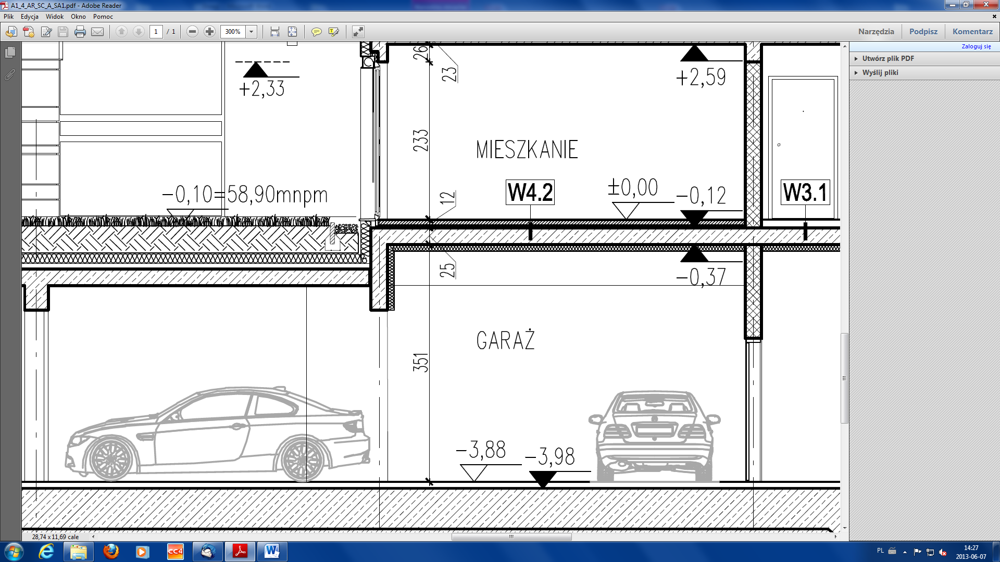 A1_4_AR_SC_A_SA1.pdf - Adobe Reader
Plik Edycja Widok Okno Pomoc
1 / 1
300%
Narzędzia Podpisz Komentarz
Zaloguj się
Utwórz plik PDF
Wyślij pliki
26
23
+2,33
+2,59
233
MIESZKANIE
-0,10=58,90mnpm
12
W4.2
±0,00
-0,12
W3.1
25
-0,37
GARAŻ
351
-3,88
-3,98
28,74 x 11,69 cale
CC4
PL
14:27
2013-06-07